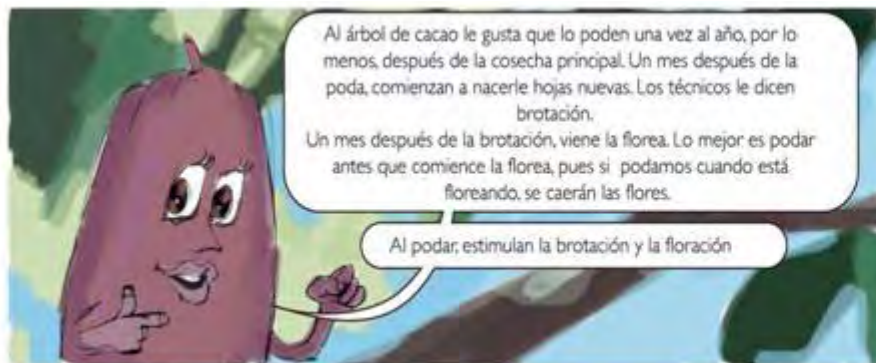 Al árbol de cacao le gusta que lo poden una vez al año, por lo
menos, después de la cosecha principal. Un mes después de la
poda, comienzan a nacerle hojas nuevas. Los técnicos le dicen
brotación.
Un mes después de la brotación, viene la florea. Lo mejor es podar
antes que comience la florea, pues si podamos cuando está
floreando, se caerán las flores.
Al podar, estimulan la brotación y la floración